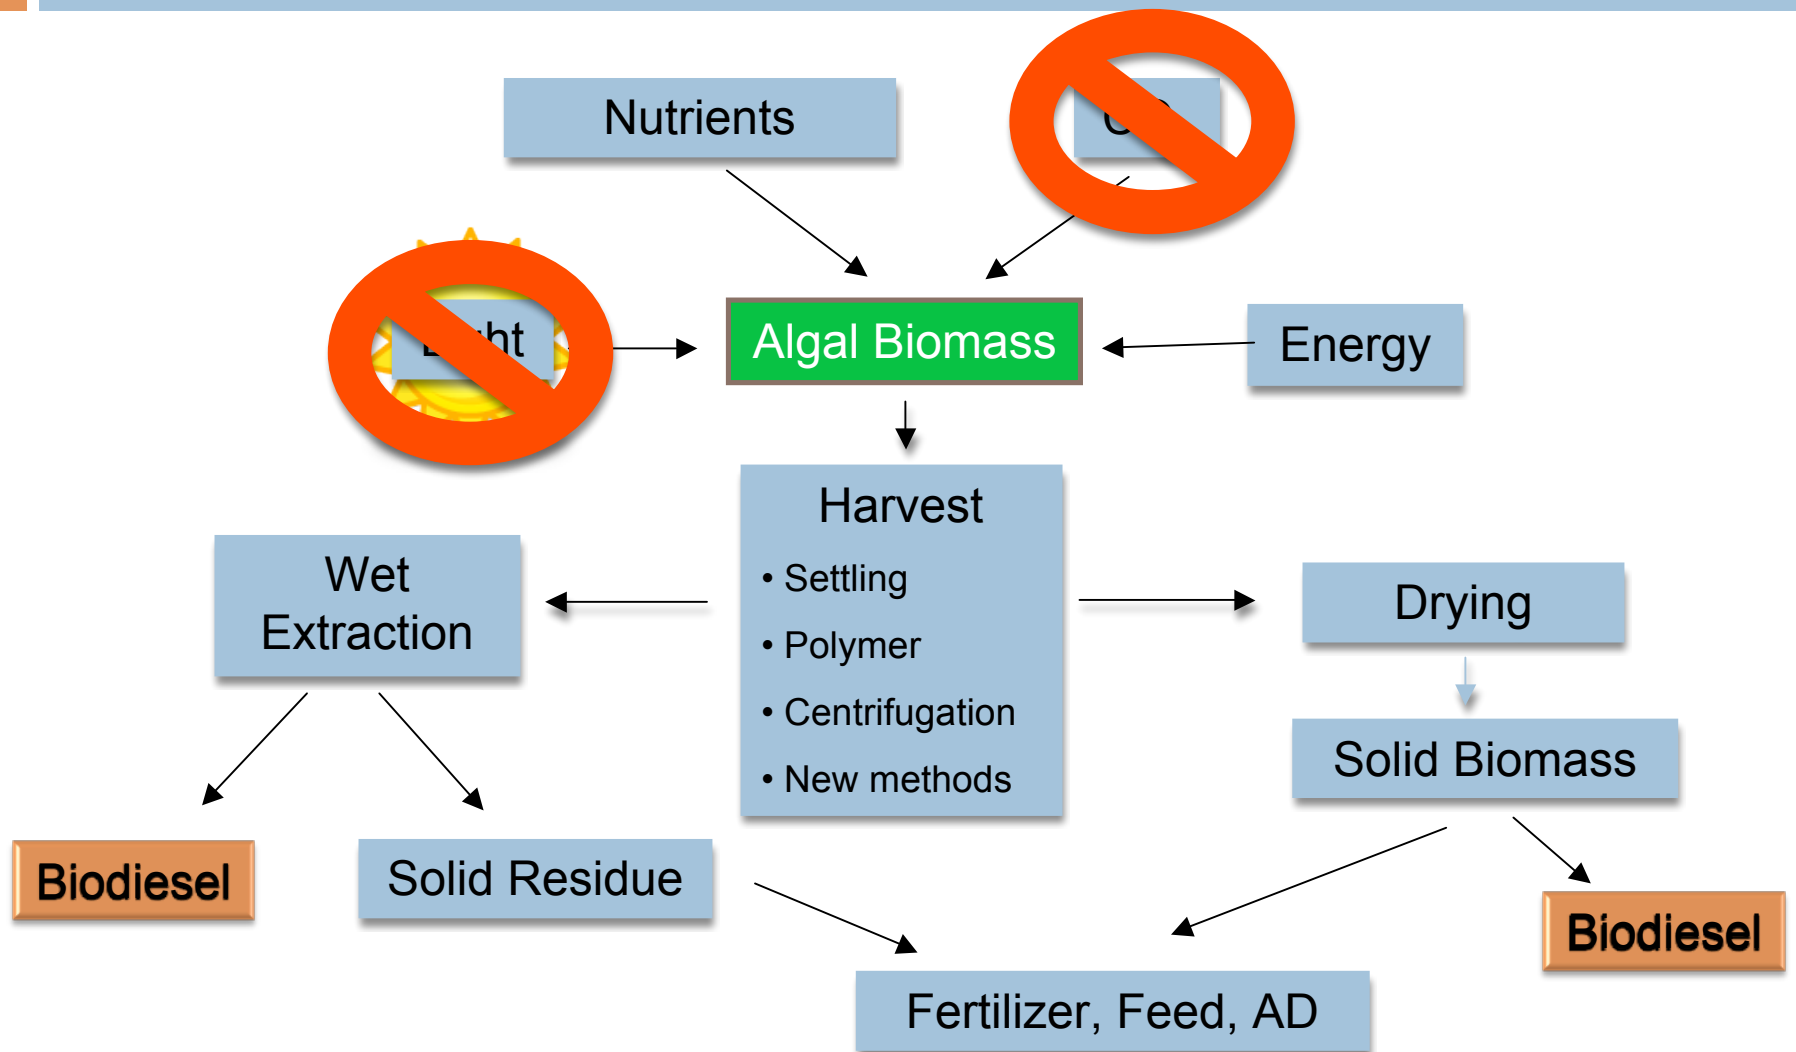 Nutrients
Algal Biomass
Energy
Harvest
• Settling
• Polymer
• Centrifugation
• New methods
Wet
Extraction
Drying
Solid Biomass
Biodiesel
Solid Residue
Biodiesel
Fertilizer, Feed, AD